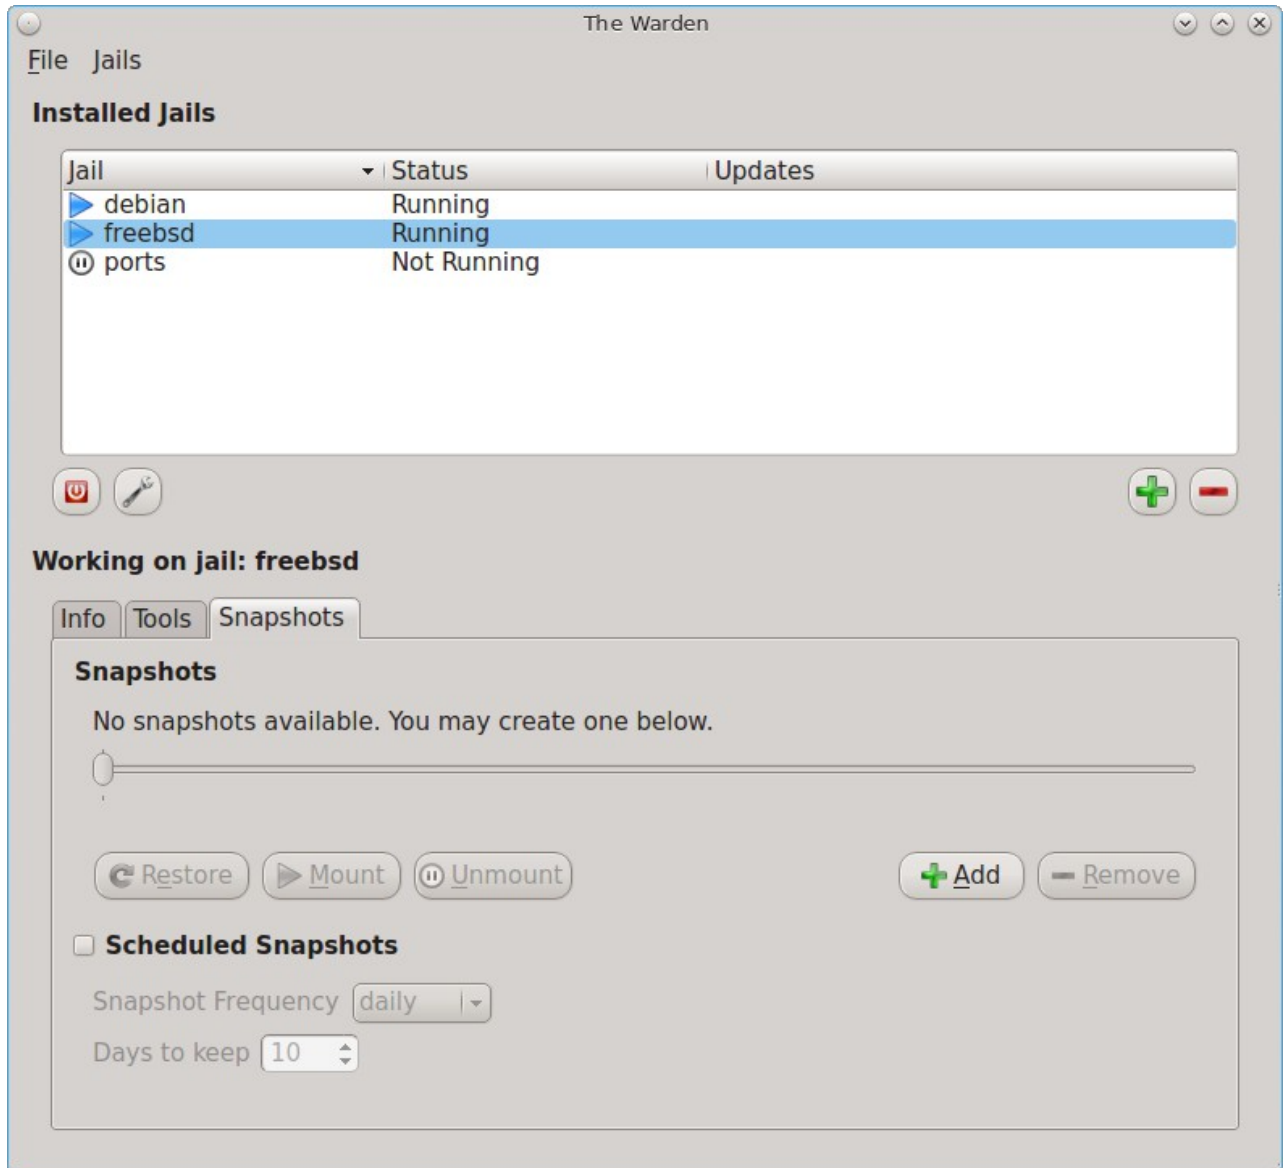 The Warden
File Jails
Installed Jails
Jail Status Updates
debian Running
freebsd Running
ports Not Running
Working on jail: freebsd
Info Tools Snapshots
Snapshots
No snapshots available. You may create one below.
Restore Mount Unmount Add Remove
Scheduled Snapshots
Snapshot Frequency daily
Days to keep 10